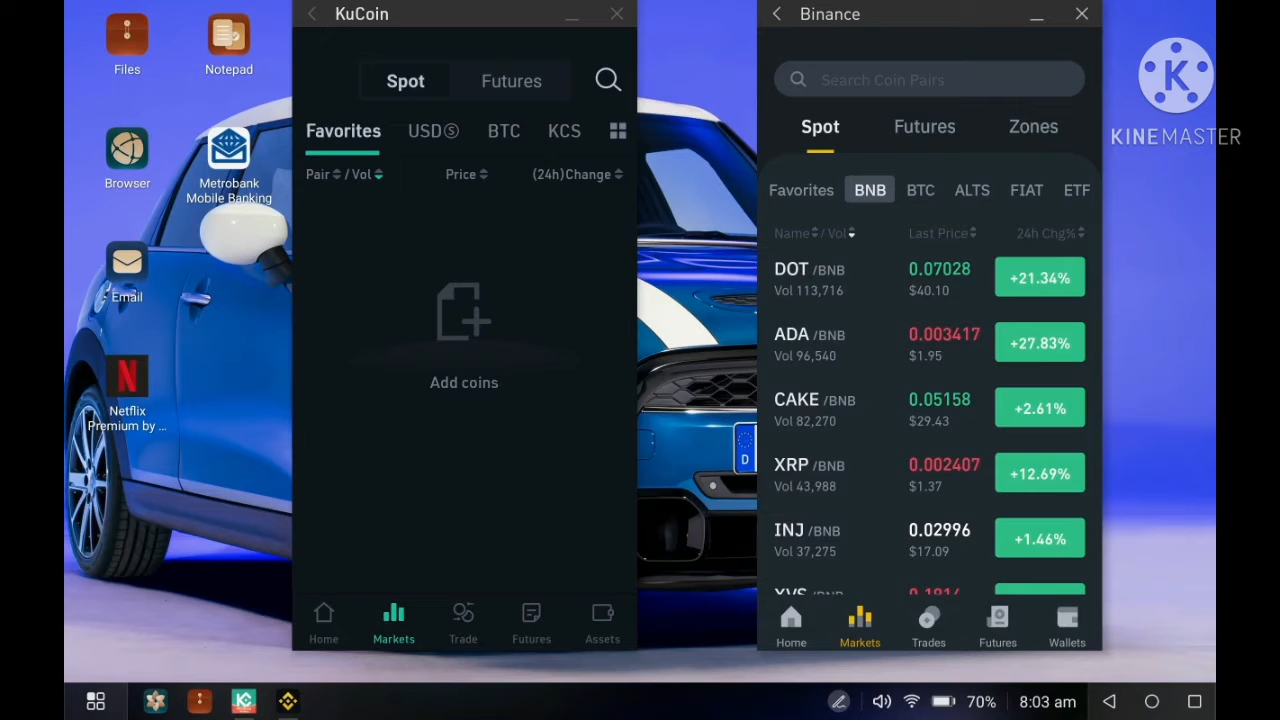 Files
Notepad
Browser
Metrobank
Mobile Banking
Email
N
Netflix
Premium by ...
KuCoin
Spot
Futures
Favorites
USDⓈ
BTC
KCS
Pair / Vol
Price
(24h)Change
Add coins
Home
Markets
Trade
Futures
Assets
D
Binance
Search Coin Pairs
Spot
Futures
Zones
Favorites
BNB
BTC
ALTS
FIAT
ETF
Name / Vol
Last Price
24h Chg%
DOT /BNB 0.07028 +21.34%
Vol 113,716 $40.10
ADA /BNB 0.003417 +27.83%
Vol 96,540 $1.95
CAKE /BNB 0.05158 +2.61%
Vol 82,270 $29.43
XRP /BNB 0.002407 +12.69%
Vol 43,988 $1.37
INJ /BNB 0.02996 +1.46%
Vol 37,275 $17.09
Home
Markets
Trades
Futures
Wallets
K
KINEMASTER
70%
8:03 am